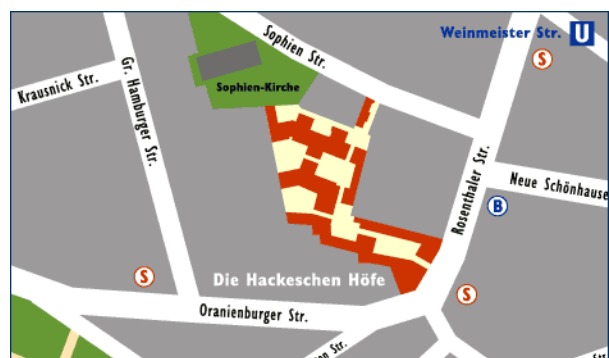 Weinmeister Str. U
Sophien Str.
S
Gr. Hamburger Str.
Krausnick Str.
Sophien-Kirche
Rosenthaler Str.
Neue Schönhause
B
S
Die Hackeschen Höfe
S
Oranienburger Str.
Str.